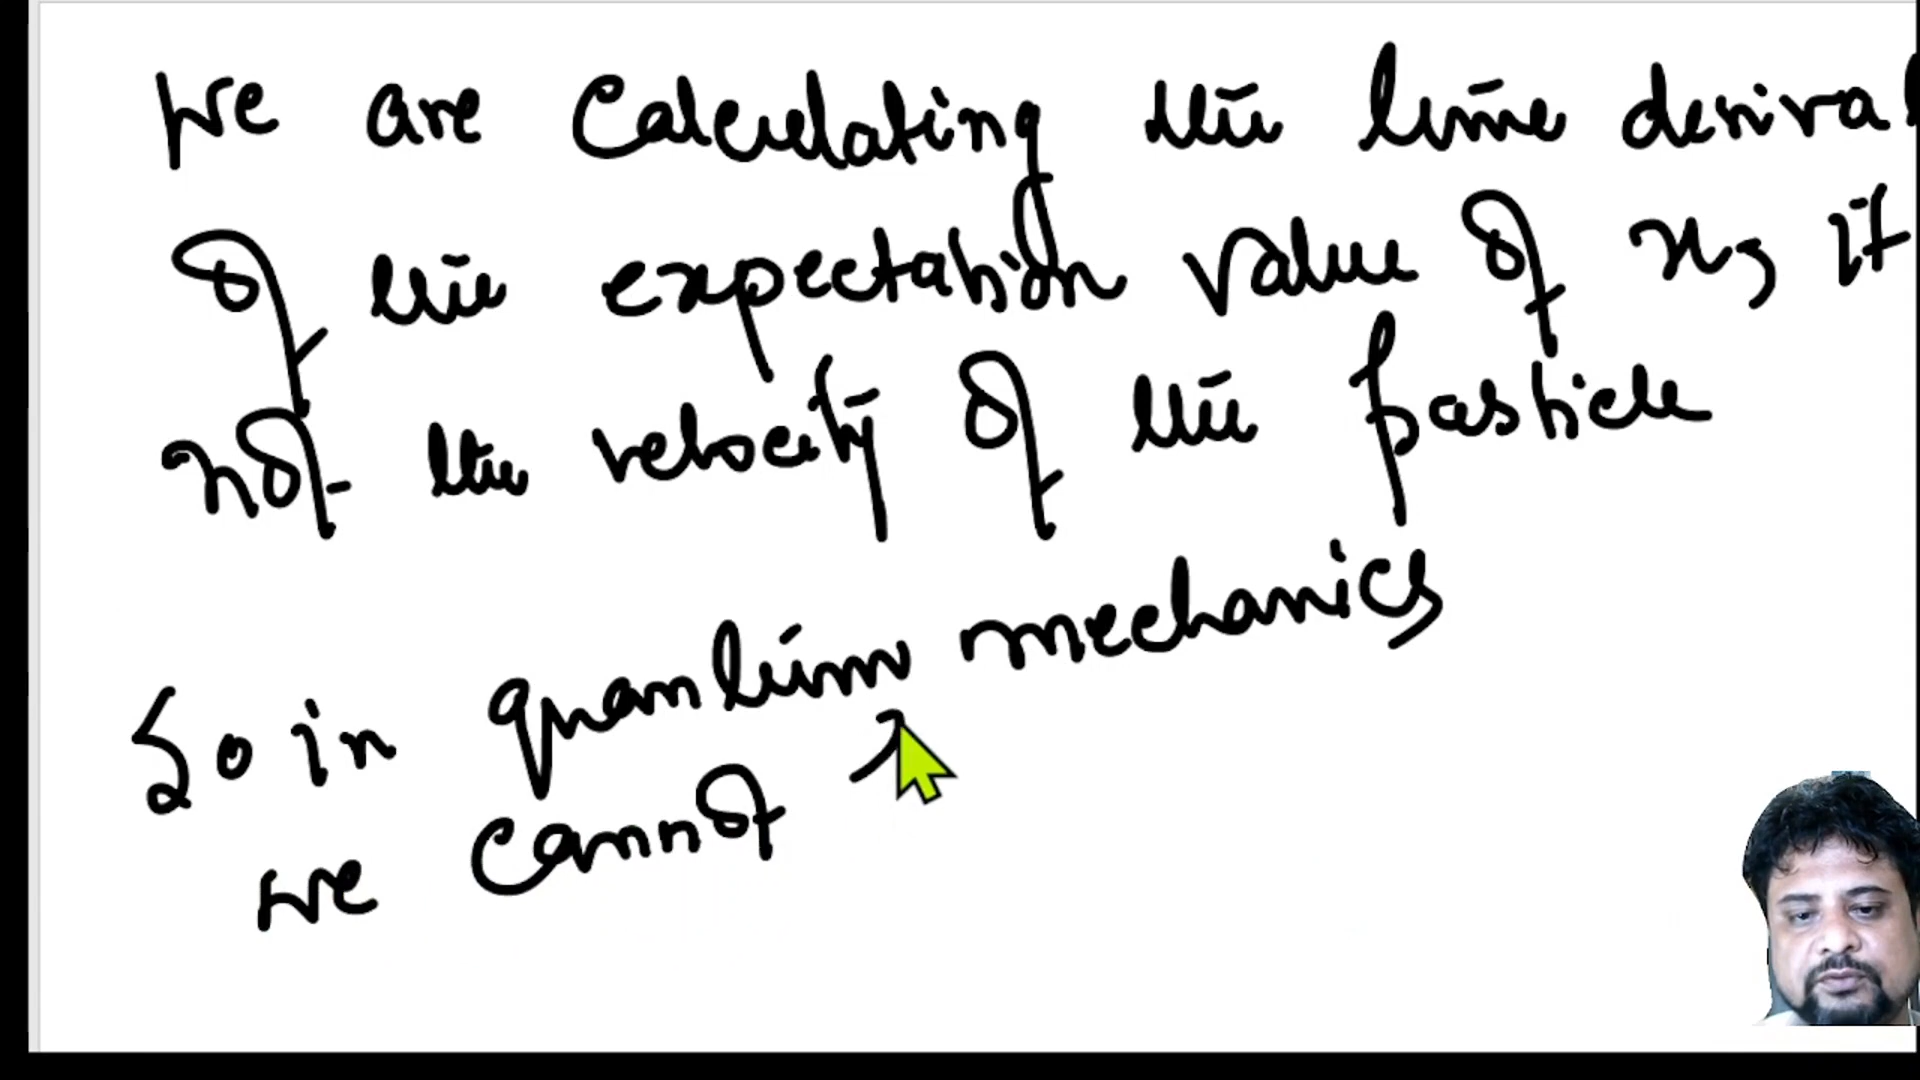 We are calculating the time deriva
of the expectation value of x, it
not the velocity of the particle
So in quantum mechanics
we cannot